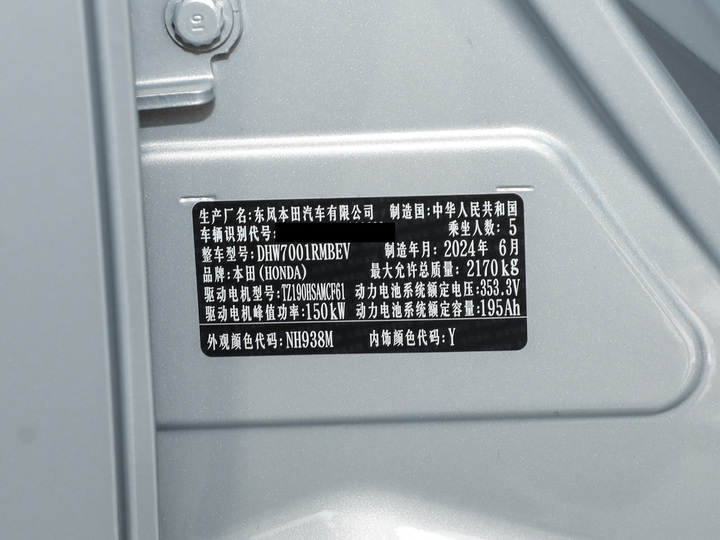 10
生产厂名:东风本田汽车有限公司 制造国:中华人民共和国
车辆识别代号: 乘坐人数: 5
整车型号:DHW7001RMBEV 制造年月: 2024年 6月
品牌:本田(HONDA) 最大允许总质量: 2170kg
驱动电机型号:TZ190HSAMCF61 动力电池系统额定电压:353.3V
驱动电机峰值功率:150kW 动力电池系统额定容量:195Ah
外观颜色代码:NH938M 内饰颜色代码:Y